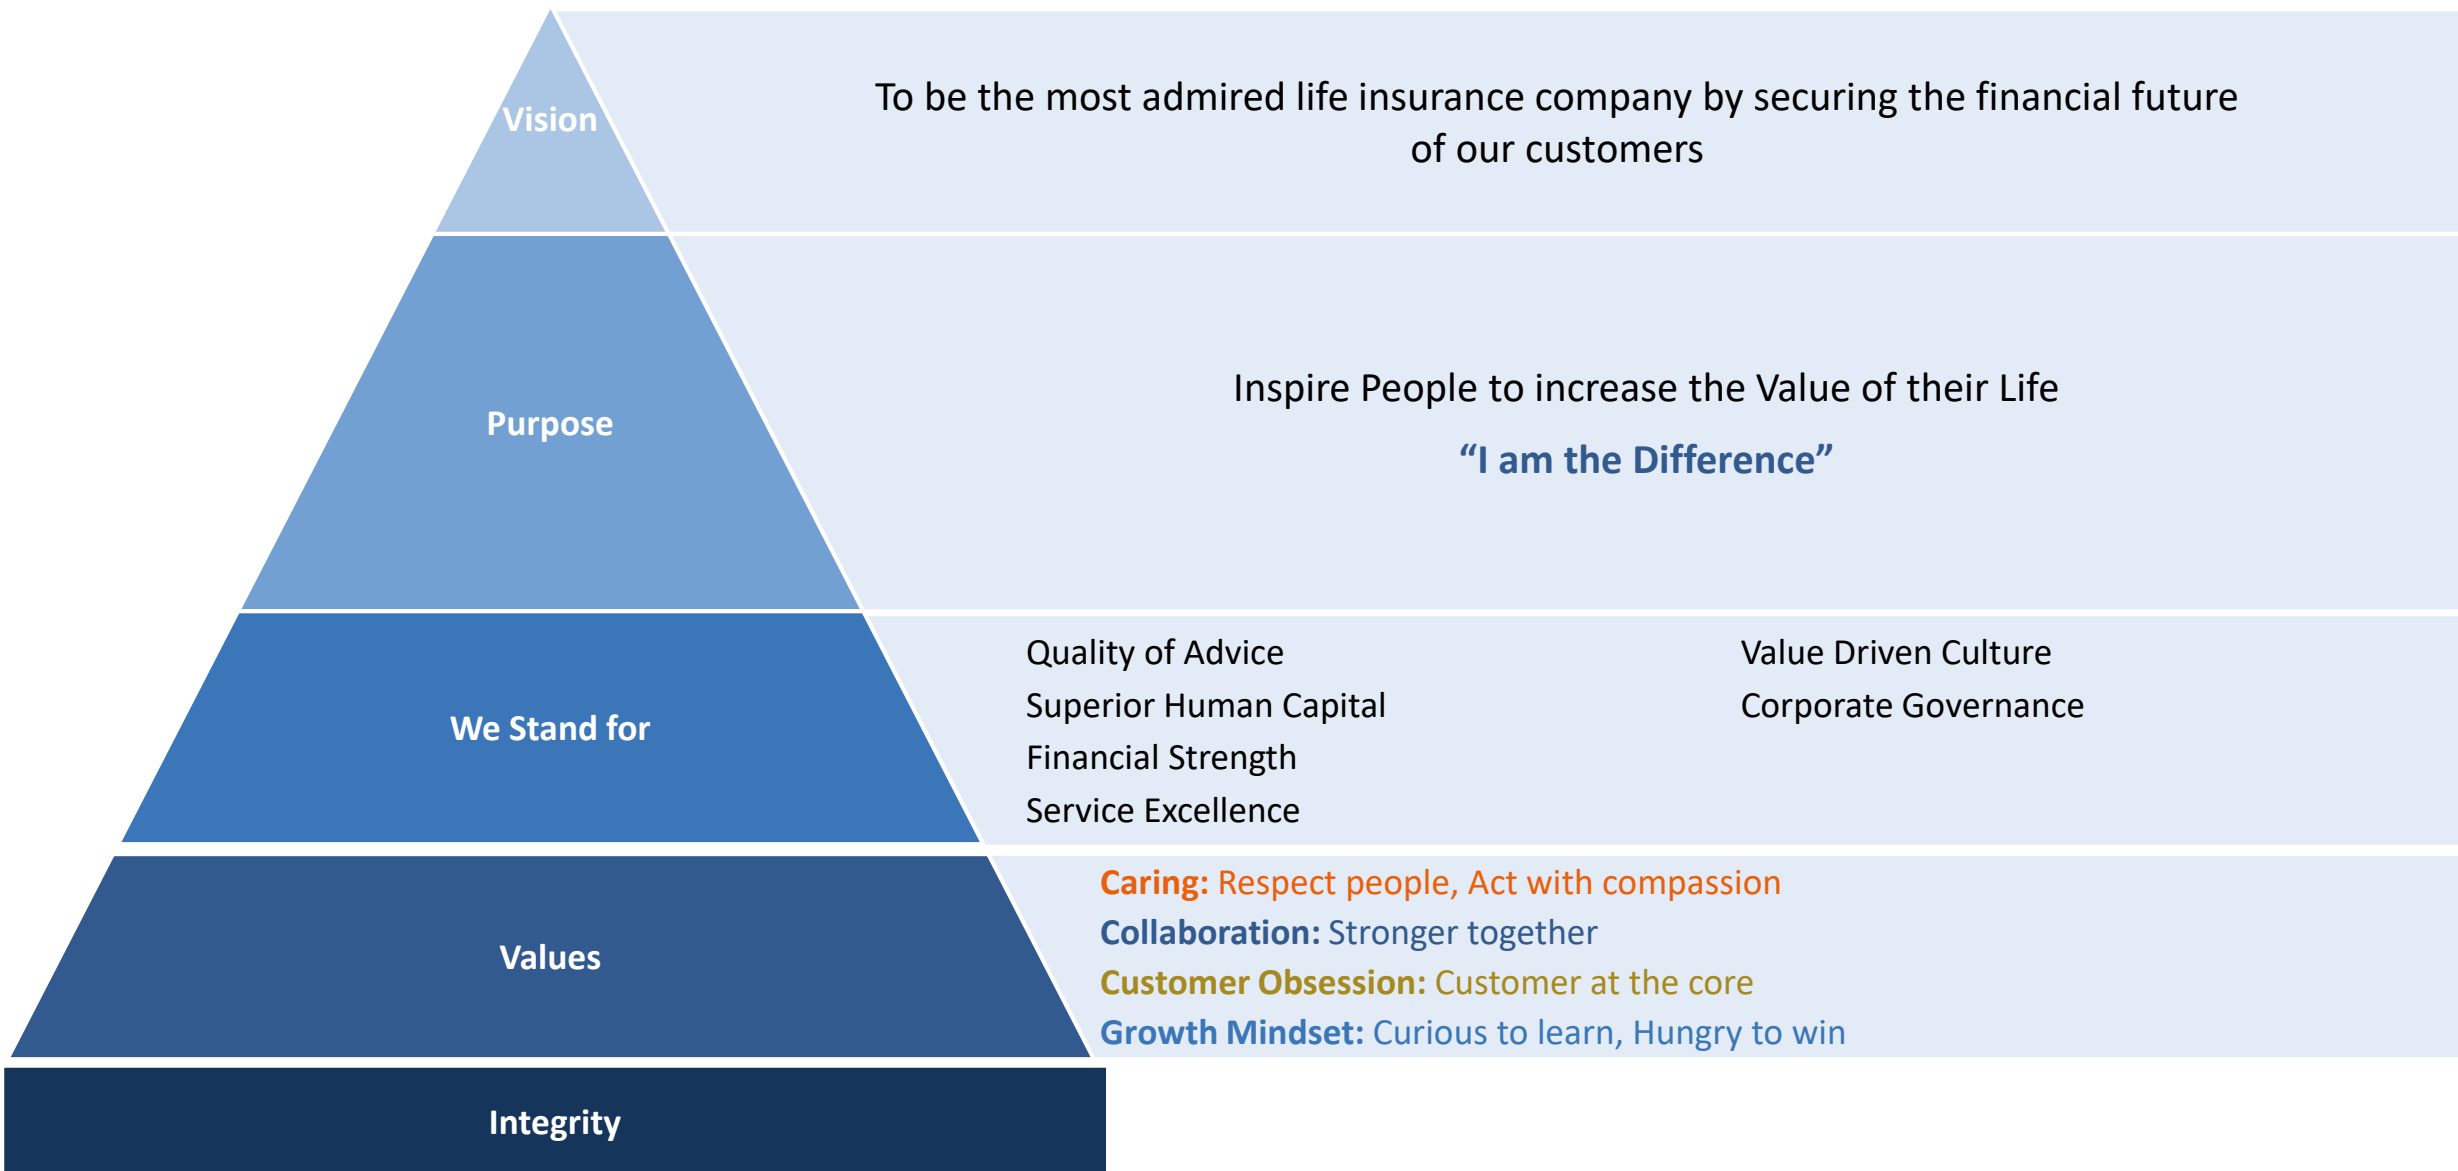 Vision
To be the most admired life insurance company by securing the financial future
of our customers
Purpose
Inspire People to increase the Value of their Life
“I am the Difference”
We Stand for
Quality of Advice
Superior Human Capital
Financial Strength
Service Excellence
Value Driven Culture
Corporate Governance
Values
Caring: Respect people, Act with compassion
Collaboration: Stronger together
Customer Obsession: Customer at the core
Growth Mindset: Curious to learn, Hungry to win
Integrity